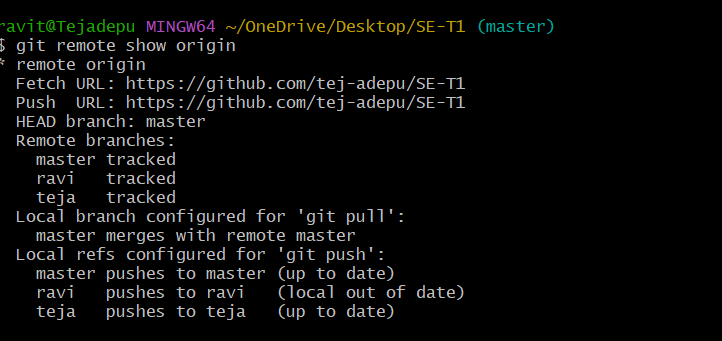 ravit@Tejadepu MINGW64 ~/OneDrive/Desktop/SE-T1 (master)
$ git remote show origin
* remote origin
  Fetch URL: https://github.com/tej-adepu/SE-T1
  Push  URL: https://github.com/tej-adepu/SE-T1
  HEAD branch: master
  Remote branches:
    master tracked
    ravi   tracked
    teja   tracked
  Local branch configured for 'git pull':
    master merges with remote master
  Local refs configured for 'git push':
    master pushes to master (up to date)
    ravi   pushes to ravi   (local out of date)
    teja   pushes to teja   (up to date)